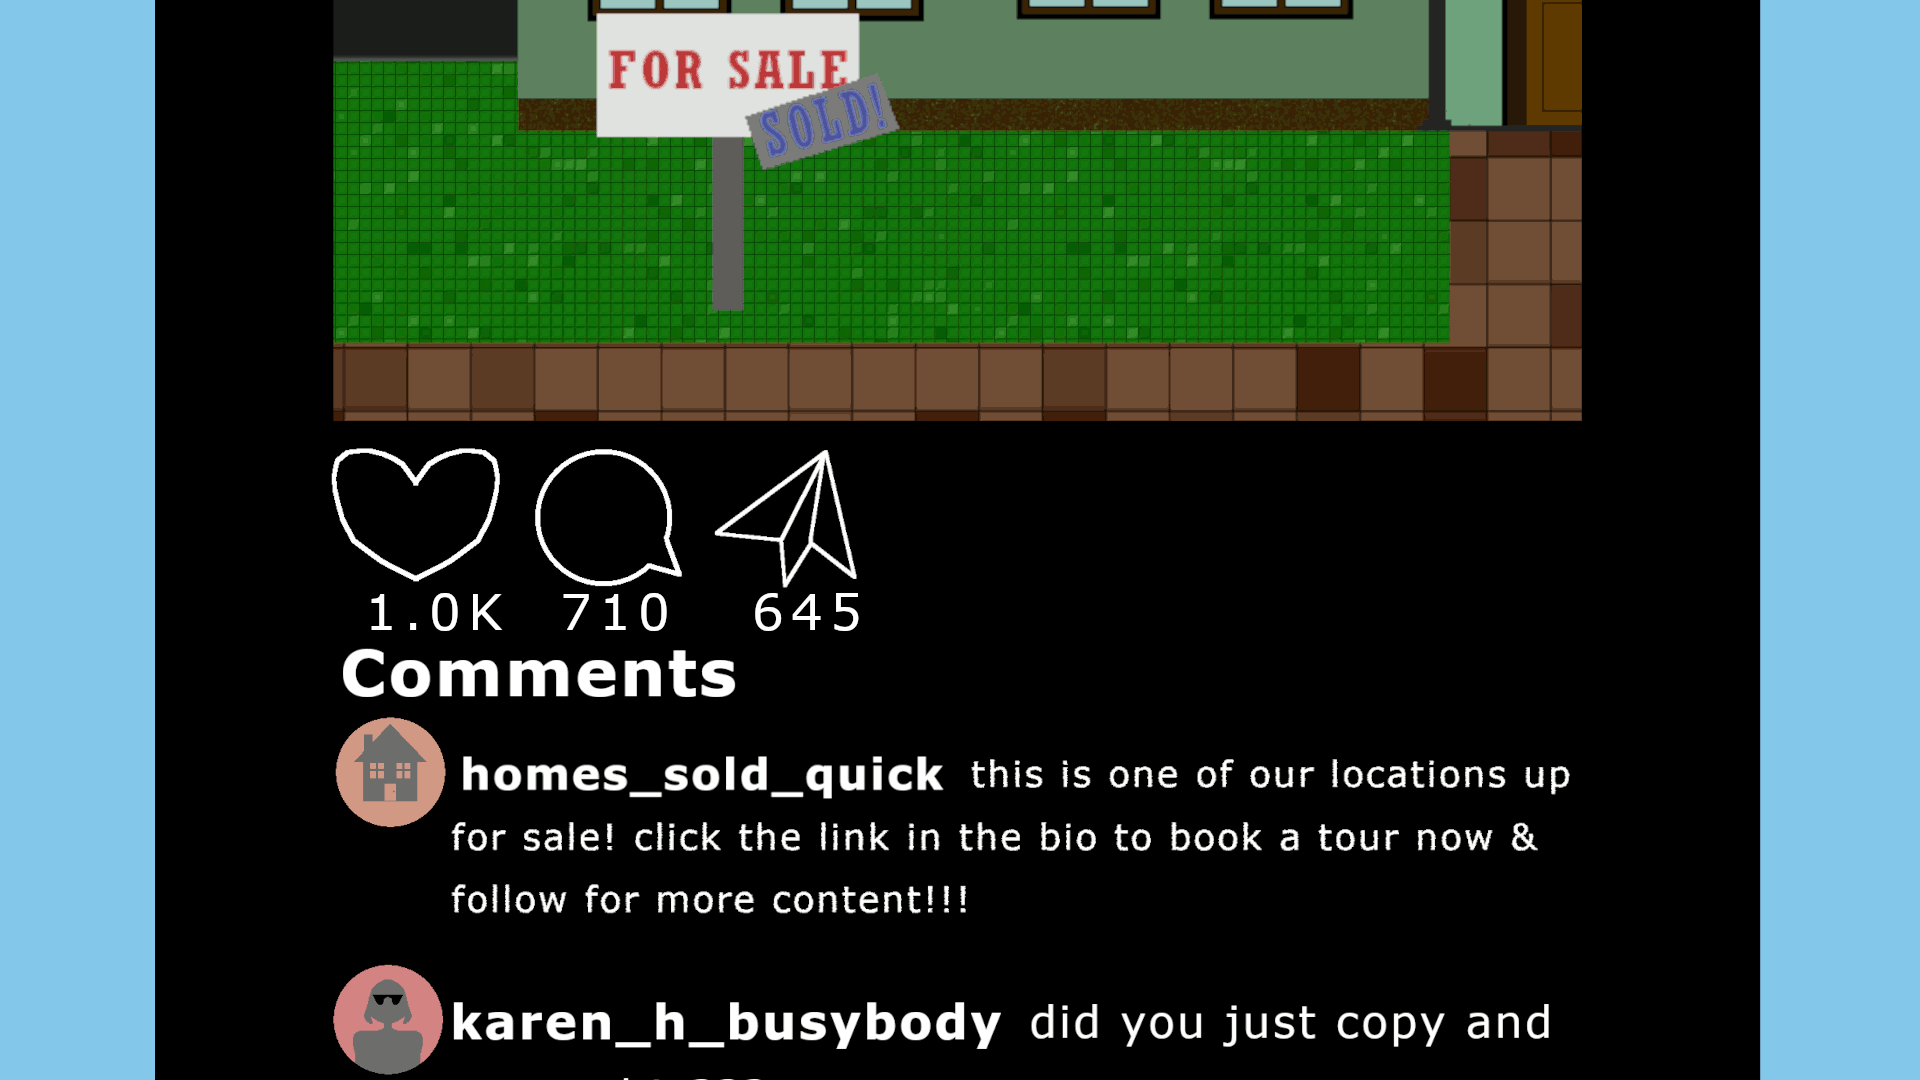 FOR SALE
SOLD!
1.0K 710 645
Comments
homes_sold_quick this is one of our locations up
for sale! click the link in the bio to book a tour now &
follow for more content!!!
karen_h_busybody did you just copy and